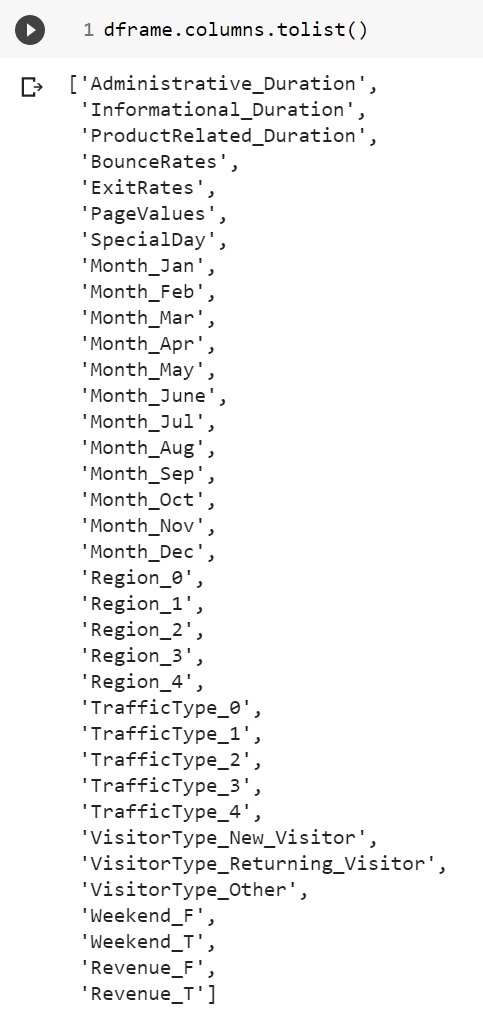 1 dframe.columns.tolist()
['Administrative_Duration',
'Informational_Duration',
'ProductRelated_Duration',
'BounceRates',
'ExitRates',
'PageValues',
'SpecialDay',
'Month_Jan',
'Month_Feb',
'Month_Mar',
'Month_Apr',
'Month_May',
'Month_June',
'Month_Jul',
'Month_Aug',
'Month_Sep',
'Month_Oct',
'Month_Nov',
'Month_Dec',
'Region_0',
'Region_1',
'Region_2',
'Region_3',
'Region_4',
'TrafficType_0',
'TrafficType_1',
'TrafficType_2',
'TrafficType_3',
'TrafficType_4',
'VisitorType_New_Visitor',
'VisitorType_Returning_Visitor',
'VisitorType_Other',
'Weekend_F',
'Weekend_T',
'Revenue_F',
'Revenue_T']